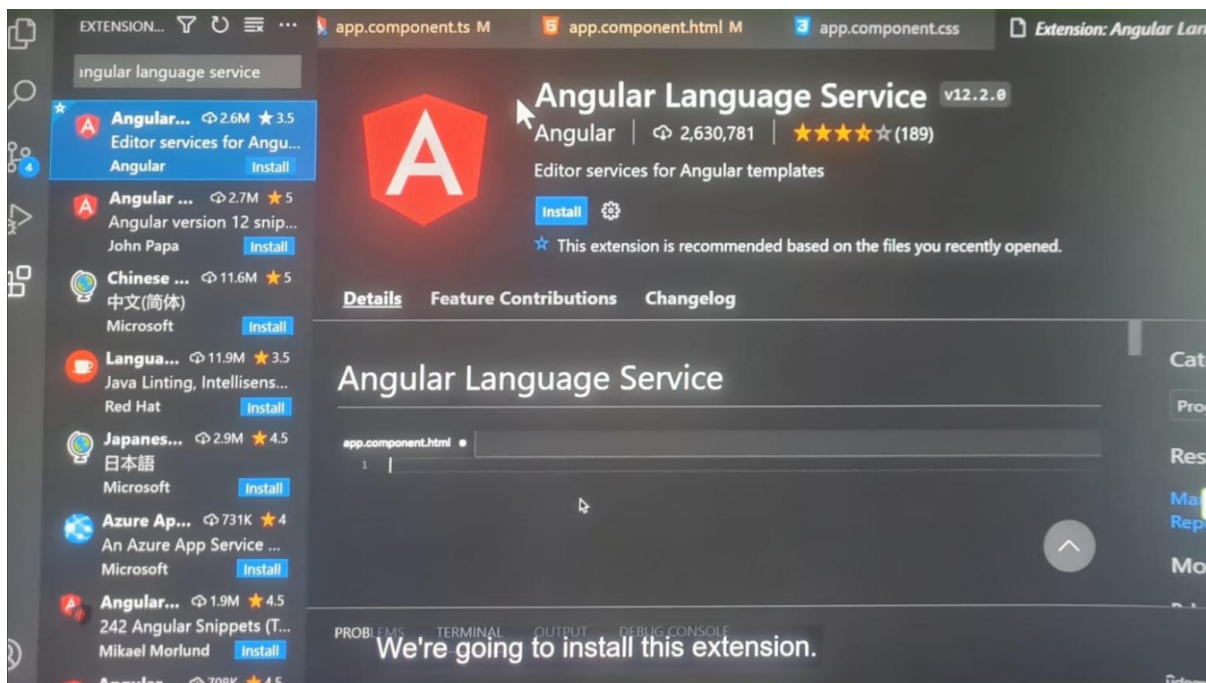 EXTENSION...
app.component.ts M
app.component.html M
app.component.css
Extension: Angular Lan
ngular language service
Angular... 2.6M ★ 3.5
Editor services for Angu...
Angular Install
Angular ... 2.7M ★ 5
Angular version 12 snip...
John Papa Install
Chinese ... 11.6M ★ 5
中文(简体)
Microsoft Install
Langua... 11.9M ★ 3.5
Java Linting, Intellisens...
Red Hat Install
Japanes... 2.9M ★ 4.5
日本語
Microsoft Install
Azure Ap... 731K ★ 4
An Azure App Service ...
Microsoft Install
Angular... 1.9M ★ 4.5
242 Angular Snippets (T...
Mikael Morlund Install
Angular... 708K ★ 4.5
Angular Language Service v12.2.0
Angular 2,630,781 (189)
Editor services for Angular templates
Install
This extension is recommended based on the files you recently opened.
Details Feature Contributions Changelog
Angular Language Service
app.component.html
1
Cat
Pro
Res
Ma
Rep
Mo
PROBLEMS TERMINAL OUTPUT DEBUG CONSOLE
We're going to install this extension.